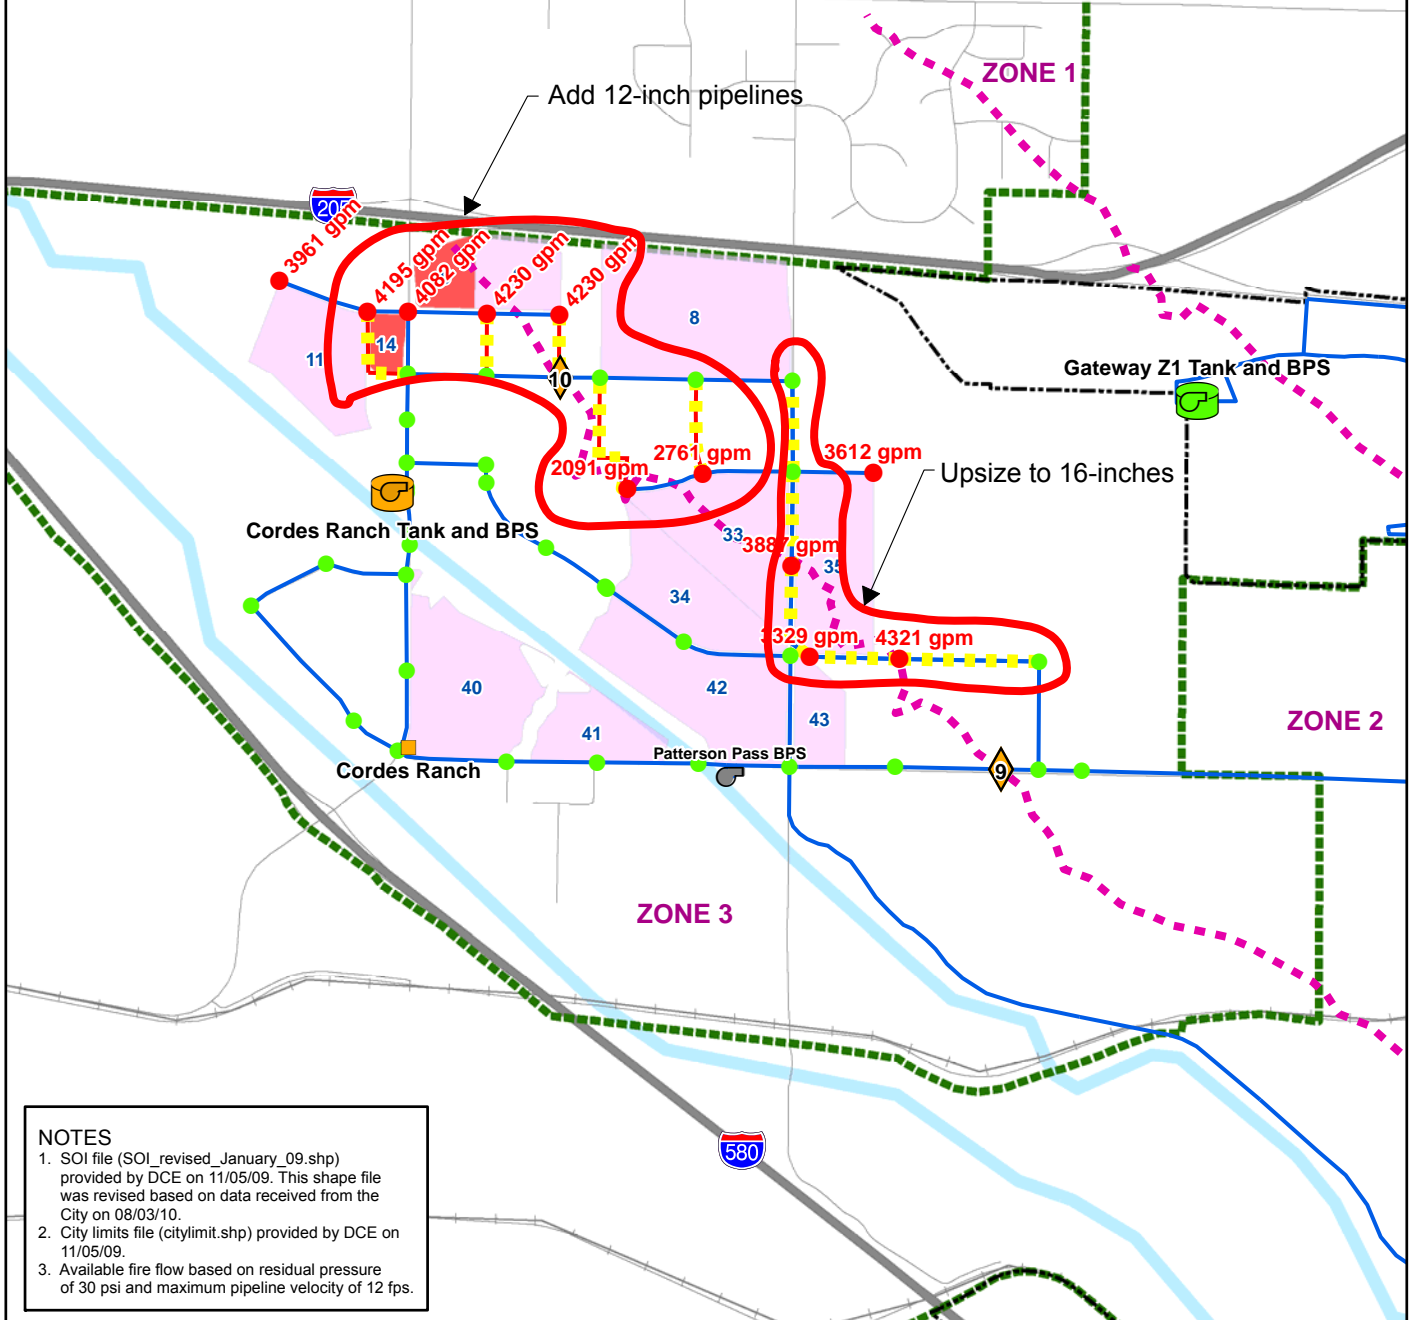 ZONE 1
Add 12-inch pipelines
205
3961 gpm
4195 gpm
4082 gpm
4230 gpm
4230 gpm
8
11
14
10
Gateway Z1 Tank and BPS
2091 gpm
2761 gpm
3612 gpm
Upsize to 16-inches
Cordes Ranch Tank and BPS
33
3887 gpm
35
34
3329 gpm
4321 gpm
40
42
43
41
ZONE 2
Patterson Pass BPS
9
Cordes Ranch
ZONE 3
580
NOTES
1. SOI file (SOI_revised_January_09.shp)
provided by DCE on 11/05/09. This shape file
was revised based on data received from the
City on 08/03/10.
2. City limits file (citylimit.shp) provided by DCE on
11/05/09.
3. Available fire flow based on residual pressure
of 30 psi and maximum pipeline velocity of 12 fps.